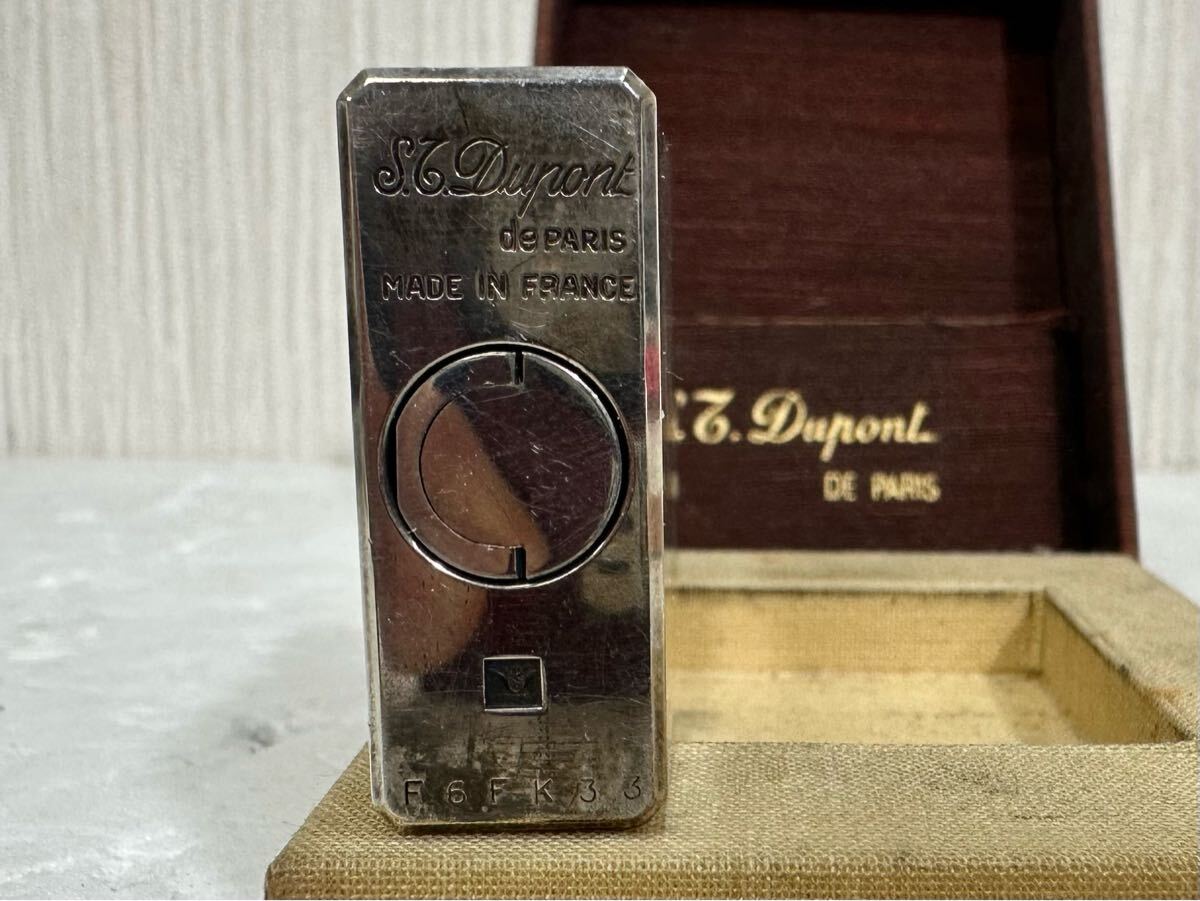 S.T. Dupont
de PARIS
MADE IN FRANCE
F6FK33
T. Dupont
DE PARIS